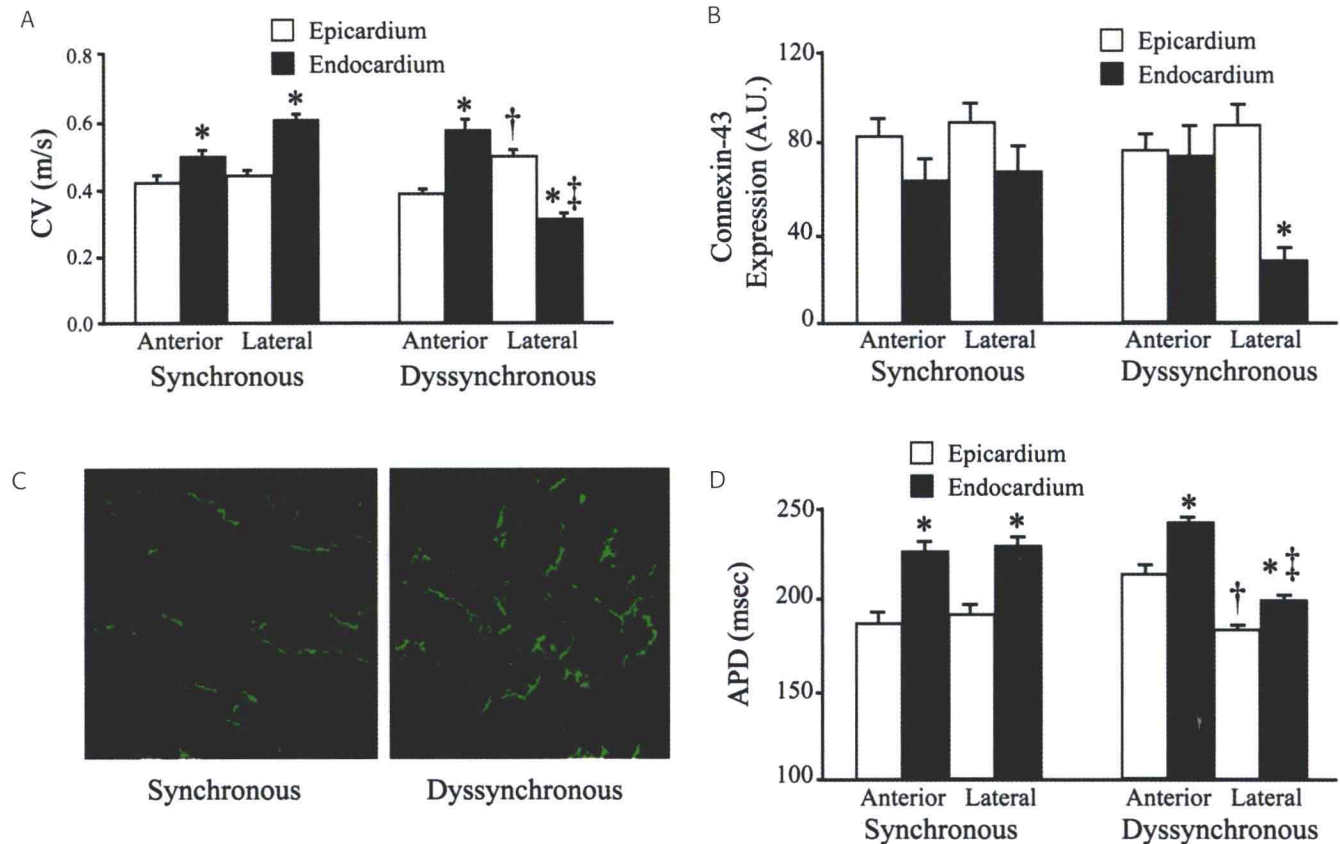 A
Epicardium
Endocardium
CV (m/s)
0.8
0.6
0.4
0.2
0.0
*
*
*
†
*‡
Anterior Lateral
Anterior Lateral
Synchronous
Dyssynchronous
B
Epicardium
Endocardium
Connexin-43
Expression (A.U.)
120
80
40
0
*
Anterior Lateral
Anterior Lateral
Synchronous
Dyssynchronous
C
Synchronous
Dyssynchronous
D
Epicardium
Endocardium
APD (msec)
250
200
150
100
*
*
*
†
*‡
Anterior Lateral
Anterior Lateral
Synchronous
Dyssynchronous